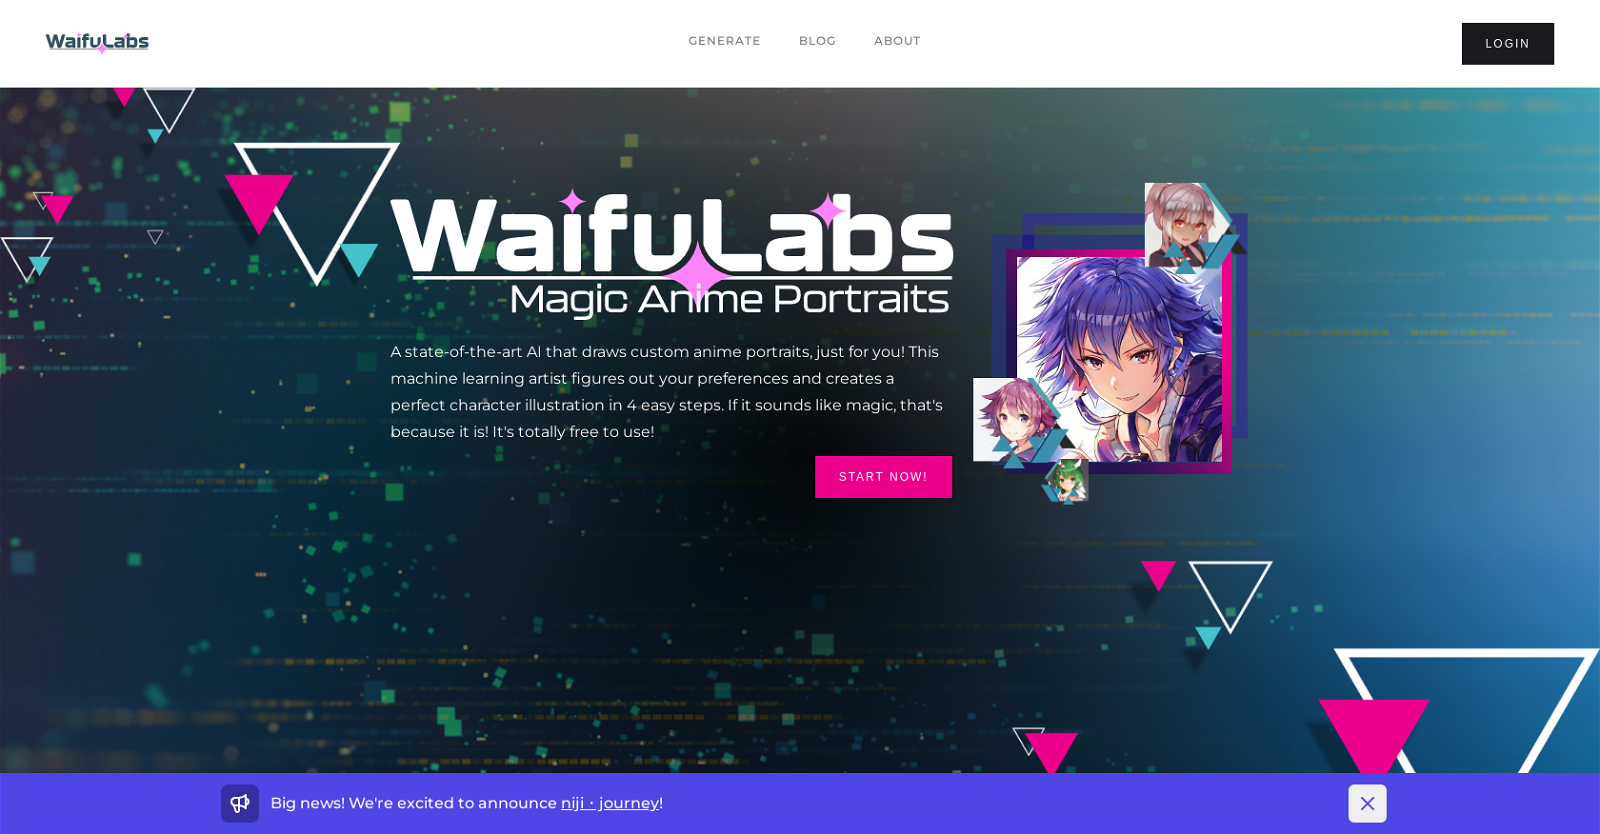 WaifuLabs
GENERATE
BLOG
ABOUT
LOGIN
WaifuLabs
Magic Anime Portraits
A state-of-the-art AI that draws custom anime portraits, just for you! This
machine learning artist figures out your preferences and creates a
perfect character illustration in 4 easy steps. If it sounds like magic, that's
because it is! It's totally free to use!
START NOW!
Big news! We're excited to announce niji・journey!